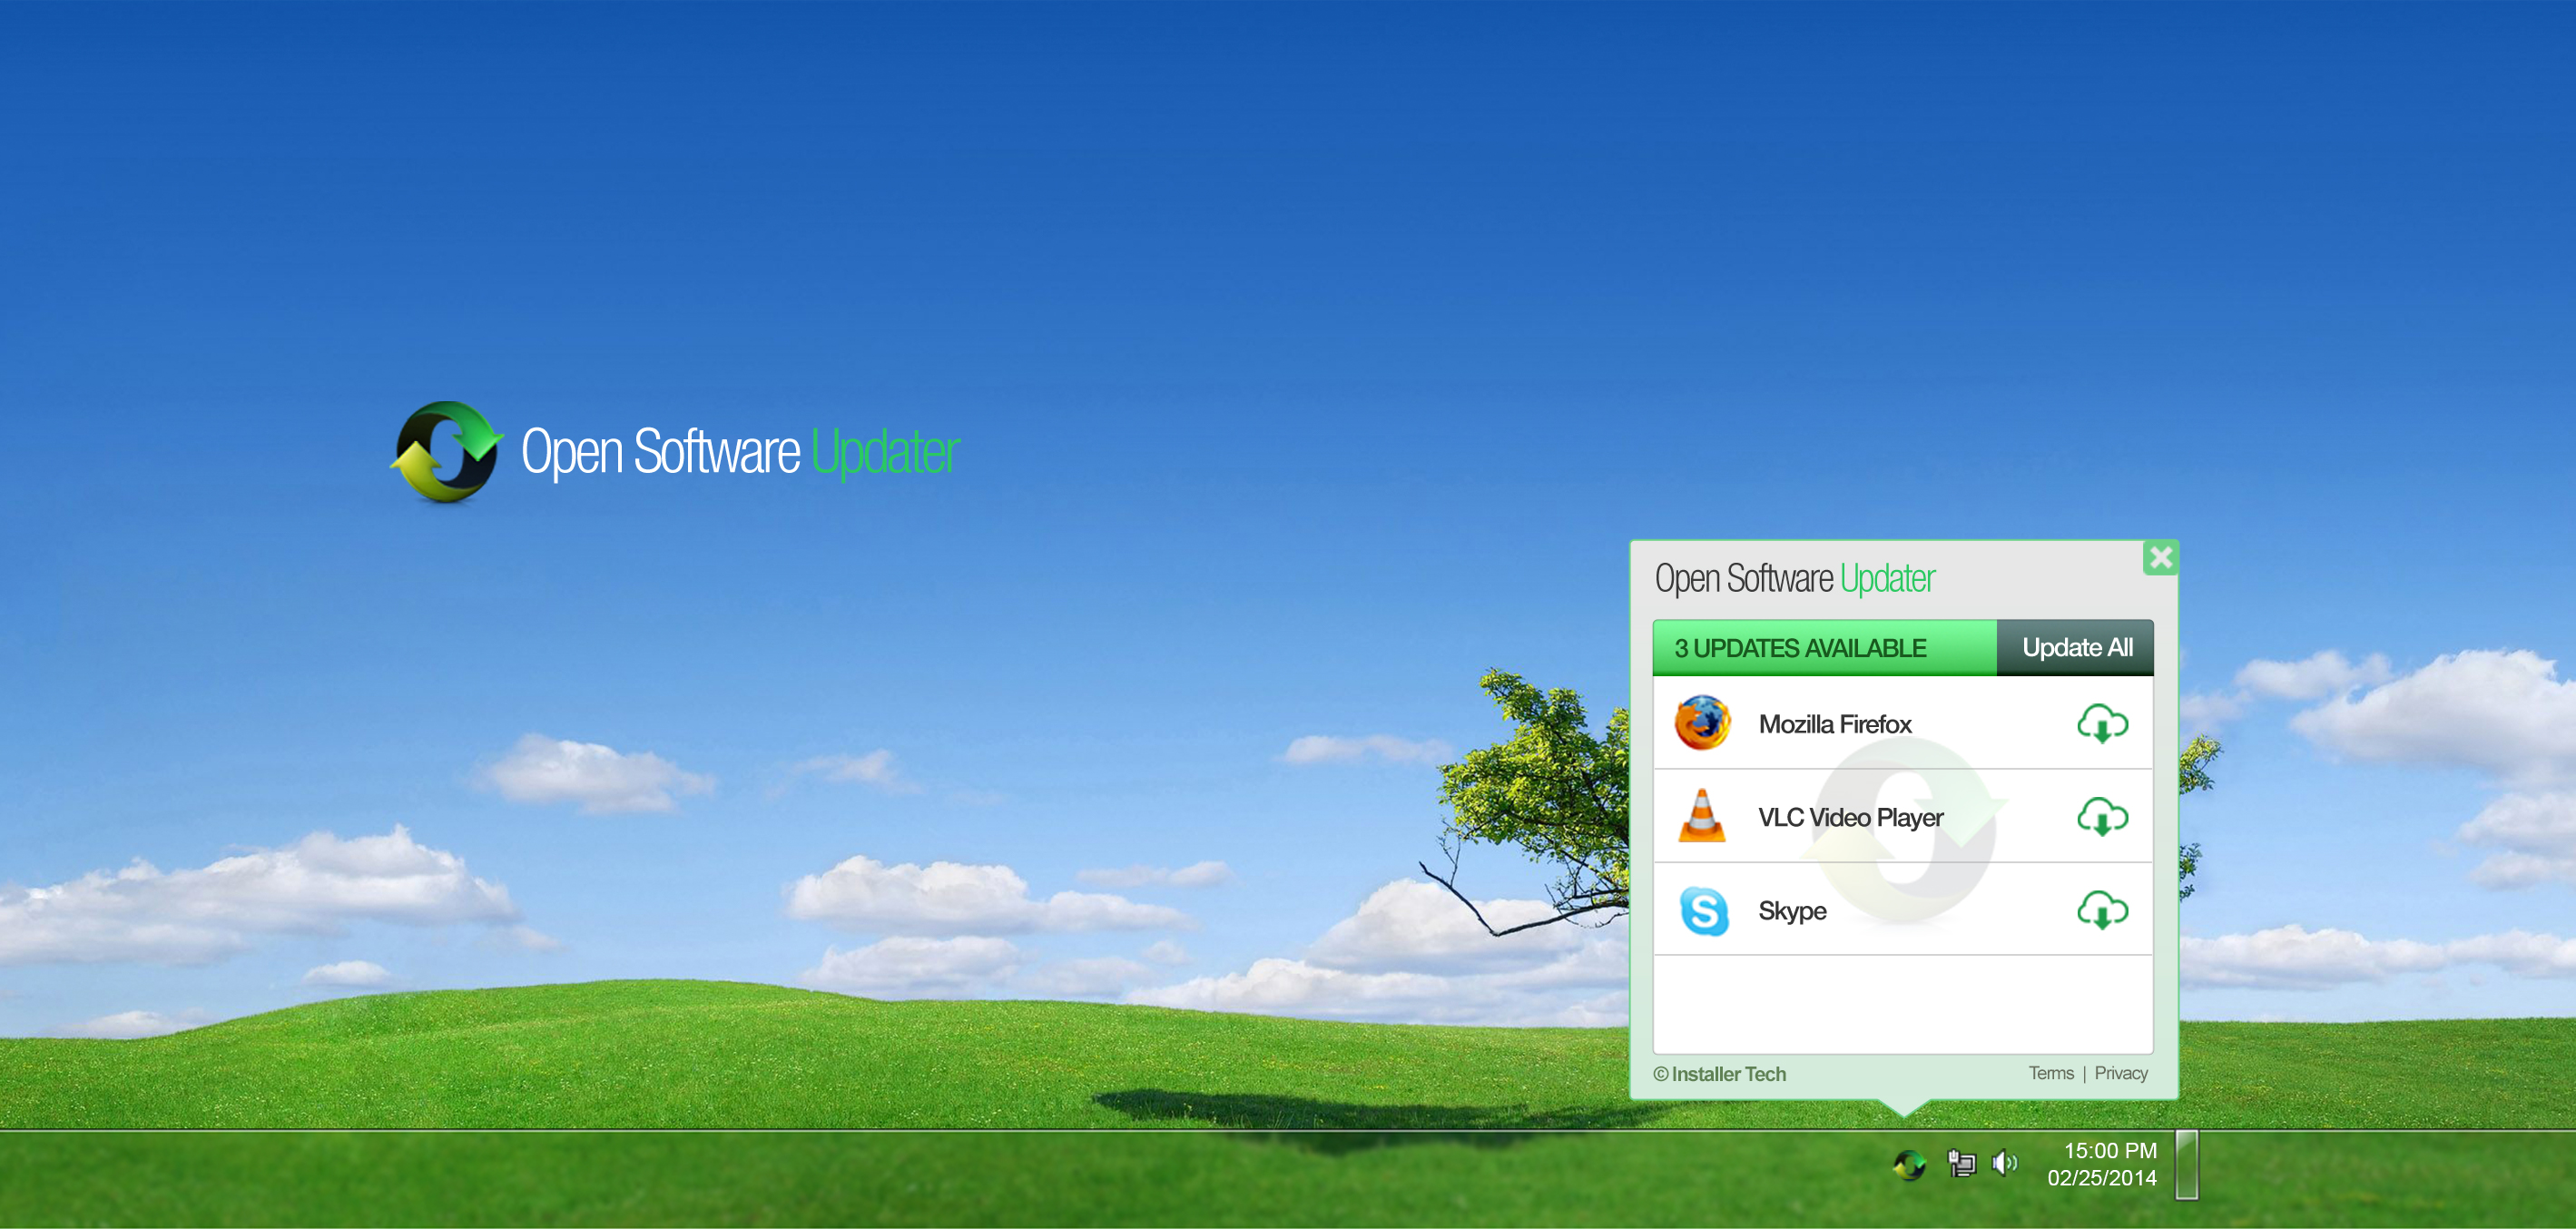 Open Software Updater
Open Software Updater
3 UPDATES AVAILABLE
Update All
Mozilla Firefox
VLC Video Player
S
Skype
© Installer Tech
Terms | Privacy
15:00 PM
02/25/2014